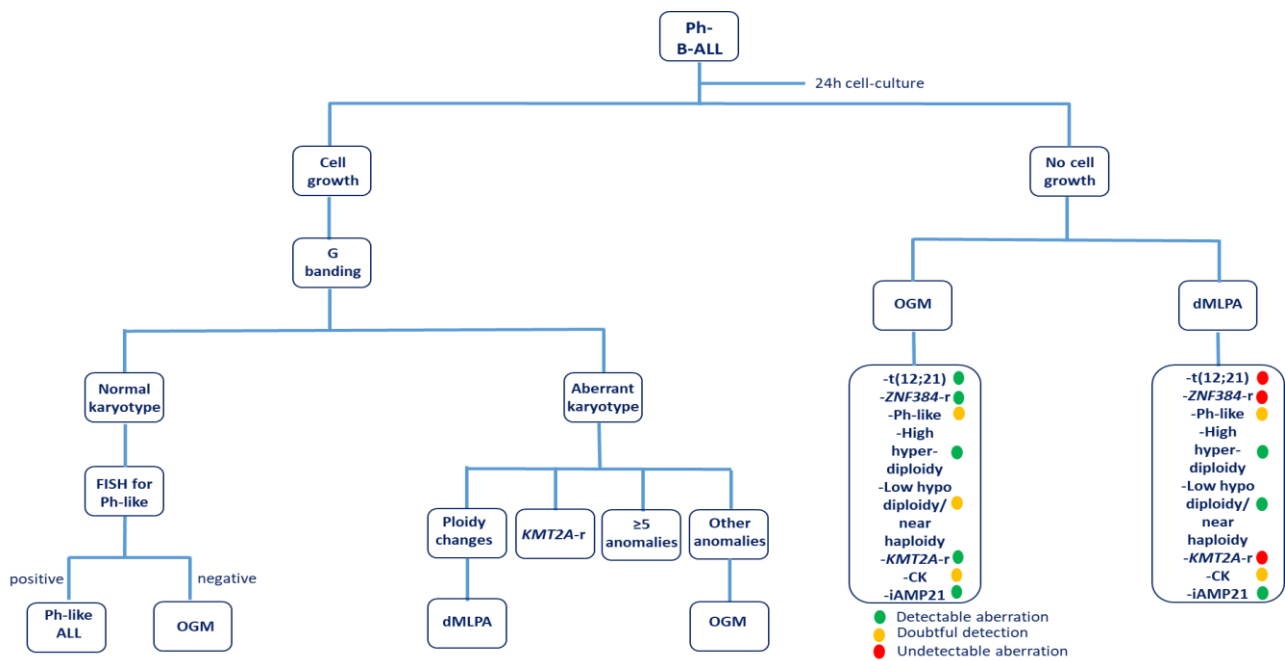 Ph-
B-ALL
24h cell-culture
Cell
growth
No cell
growth
G
banding
OGM
dMLPA
Normal
karyotype
Aberrant
karyotype
FISH for
Ph-like
positive
negative
Ph-like
ALL
OGM
Ploidy
changes
KMT2A-r
≥5
anomalies
Other
anomalies
dMLPA
OGM
-t(12;21)
-ZNF384-r
-Ph-like
-High
hyper-
diploidy
-Low hypo
diploidy/
near
haploidy
-KMT2A-r
-CK
-iAMP21
-t(12;21)
-ZNF384-r
-Ph-like
-High
hyper-
diploidy
-Low hypo
diploidy/
near
haploidy
-KMT2A-r
-CK
-iAMP21
Detectable aberration
Doubtful detection
Undetectable aberration